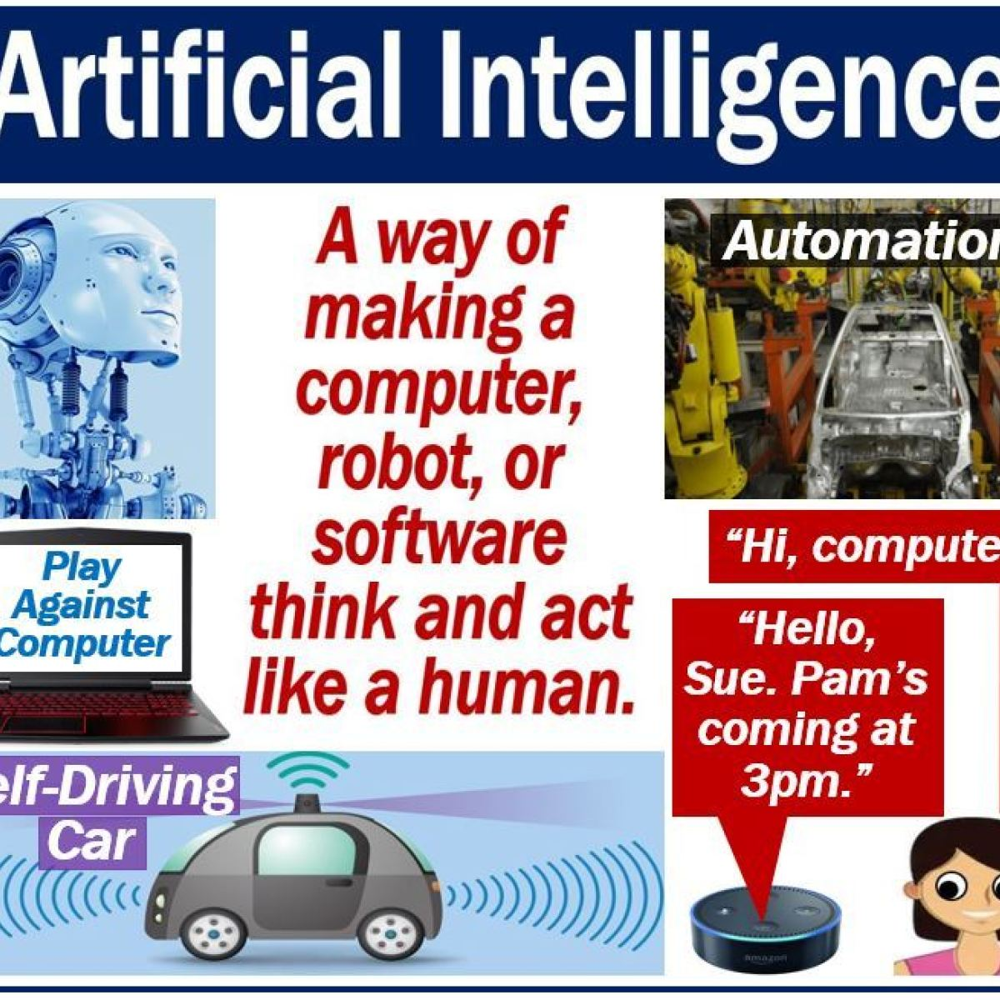 Artificial Intelligence
A way of
making a
computer,
robot, or
software
think and act
like a human.
Automation
Play
Against
Computer
"Hi, compute
"Hello,
Sue. Pam's
coming at
3pm."
elf-Driving
Car
amazon